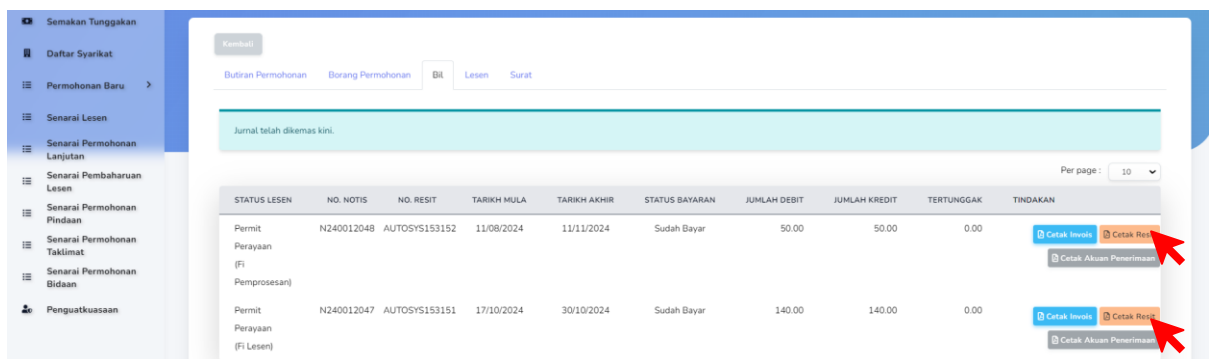 Semakan Tunggakan
Daftar Syarikat
Permohonan Baru >
Senarai Lesen
Senarai Permohonan
Lanjutan
Senarai Pembaharuan
Lesen
Senarai Permohonan
Pindaan
Senarai Permohonan
Taklimat
Senarai Permohonan
Bidaan
Penguatkuasaan
Kembali
Butiran Permohonan Borang Permohonan Bil Lesen Surat
Jurnal telah dikemas kini.
Per page : 10
STATUS LESEN NO. NOTIS NO. RESIT TARIKH MULA TARIKH AKHIR STATUS BAYARAN JUMLAH DEBIT JUMLAH KREDIT TERTUNGGAK TINDAKAN
Permit N240012048 AUTOSYS153152 11/08/2024 11/11/2024 Sudah Bayar 50.00 50.00 0.00 Cetak Invois Cetak Resit
Perayaan
(Fi
Pemprosesan)
Cetak Akuan Penerimaan
Permit N240012047 AUTOSYS153151 17/10/2024 30/10/2024 Sudah Bayar 140.00 140.00 0.00 Cetak Invois Cetak Resit
Perayaan
(Fi Lesen)
Cetak Akuan Penerimaan